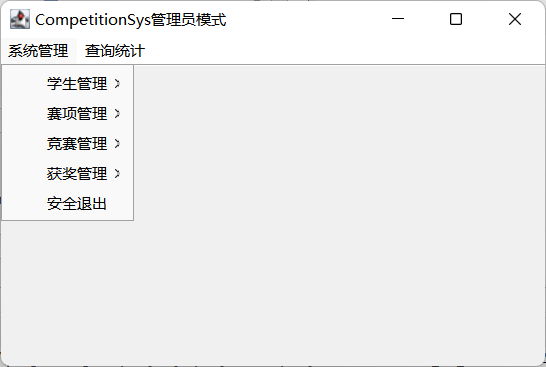 CompetitionSys管理员模式
系统管理 查询统计
学生管理
赛项管理
竞赛管理
获奖管理
安全退出